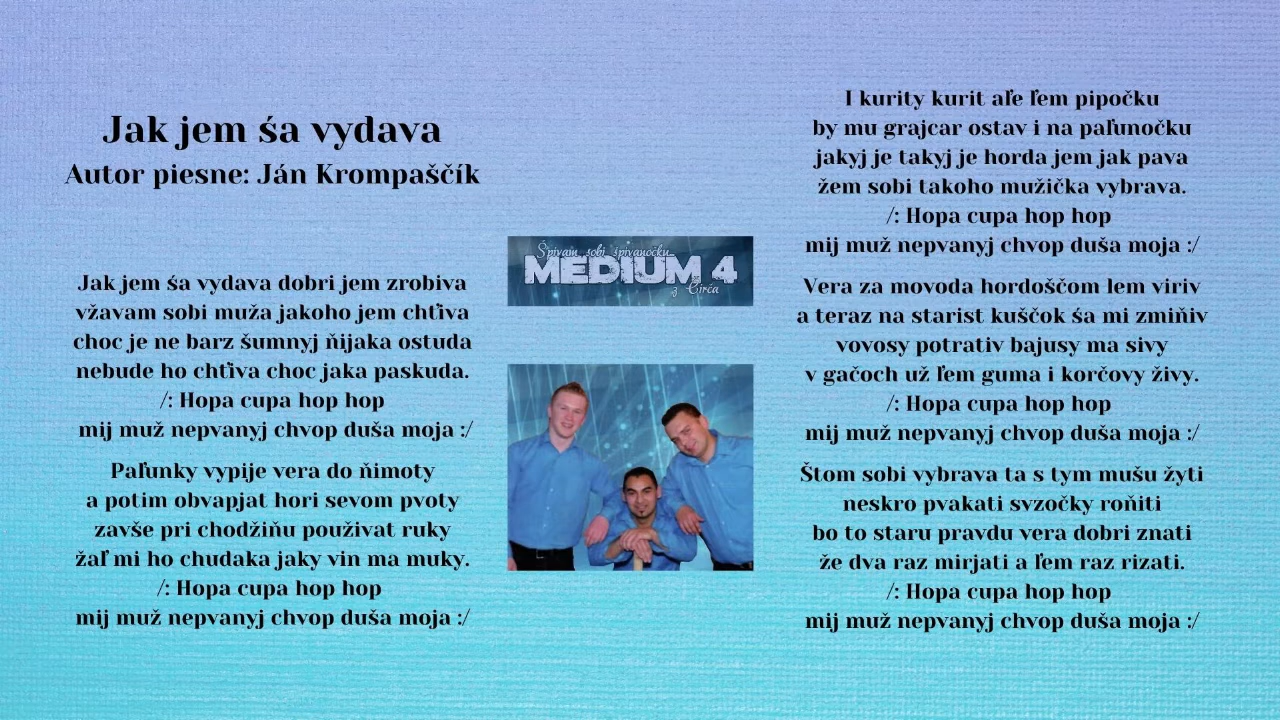 Jak jem śa vydava
Autor piesne: Ján Krompaščík
Jak jem śa vydava dobri jem zrobiva
vžavam sobi muža jakoho jem chťiva
choc je ne barz šumnyj ňijaka ostuda
nebude ho chťiva choc jaka paskuda.
/: Hopa cupa hop hop
mij muž nepvanyj chvop duša moja :/
Paľunky vypije vera do ňimoty
a potim obvapjat hori sevom pvoty
zavše pri chodžiňu použivat ruky
žaľ mi ho chudaka jaky vin ma muky.
/: Hopa cupa hop hop
mij muž nepvanyj chvop duša moja :/
Špivam sobi špivanočku...
MEDIUM 4
z Čirča
I kurity kurit aľe ľem pipočku
by mu grajcar ostav i na paľunočku
jakyj je takyj je horda jem jak pava
žem sobi takoho mužička vybrava.
/: Hopa cupa hop hop
mij muž nepvanyj chvop duša moja :/
Vera za movoda hordoščom łem viriv
a teraz na starist kuščok śa mi zmiňiv
vovosy potrativ bajusy ma sivy
v gačoch už ľem guma i korčovy živy.
/: Hopa cupa hop hop
mij muž nepvanyj chvop duša moja :/
Štom sobi vybrava ta s tym mušu žyti
neskro pvakati svzočky roňiti
bo to staru pravdu vera dobri znati
že dva raz mirjati a ľem raz rizati.
/: Hopa cupa hop hop
mij muž nepvanyj chvop duša moja :/